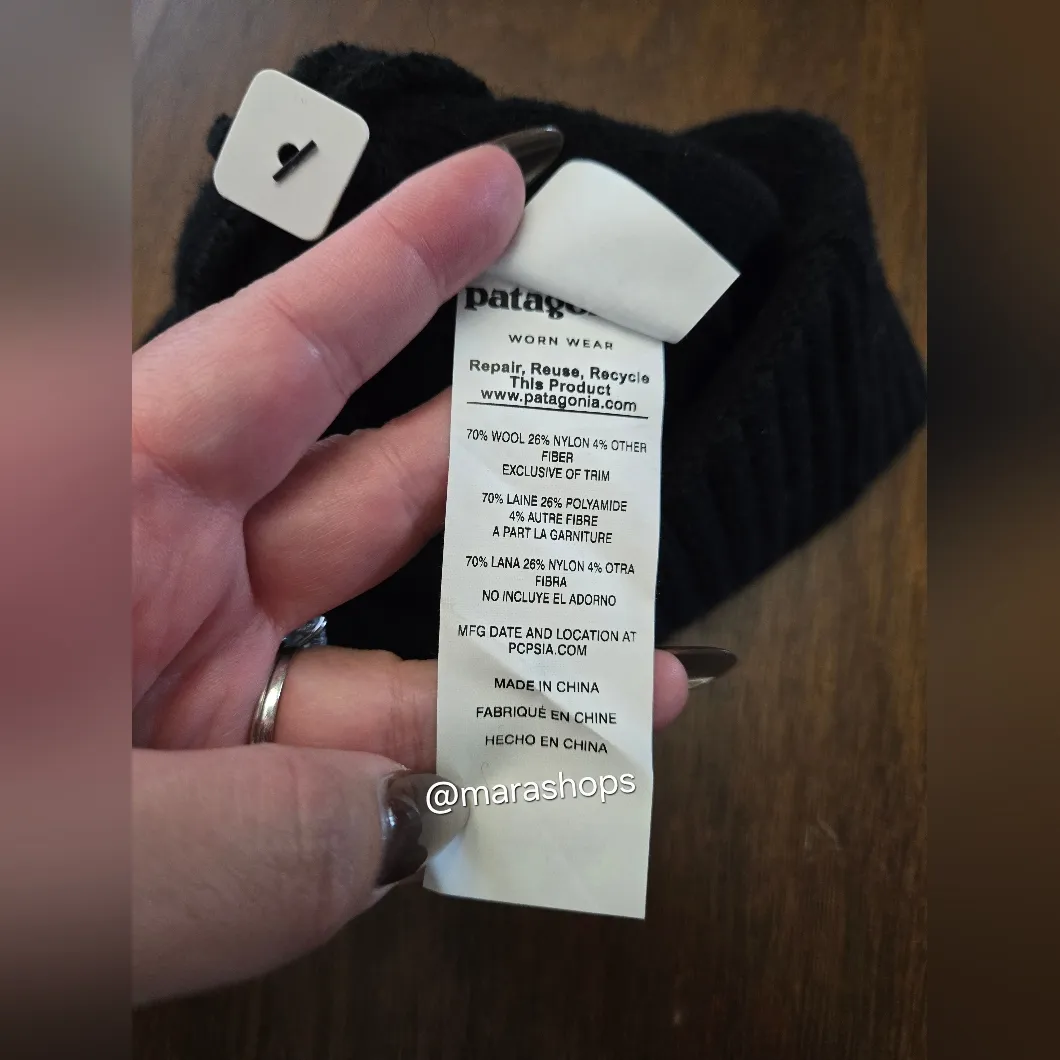 WORN WEAR
Repair, Reuse, Recycle
This Product
www.patagonia.com
70% WOOL 26% NYLON 4% OTHER
FIBER
EXCLUSIVE OF TRIM
70% LAINE 26% POLYAMIDE
4% AUTRE FIBRE
A PART LA GARNITURE
70% LANA 26% NYLON 4% OTRA
FIBRA
NO INCLUYE EL ADORNO
MFG DATE AND LOCATION AT
PCPSIA.COM
MADE IN CHINA
FABRIQUÉ EN CHINE
HECHO EN CHINA
@marashops